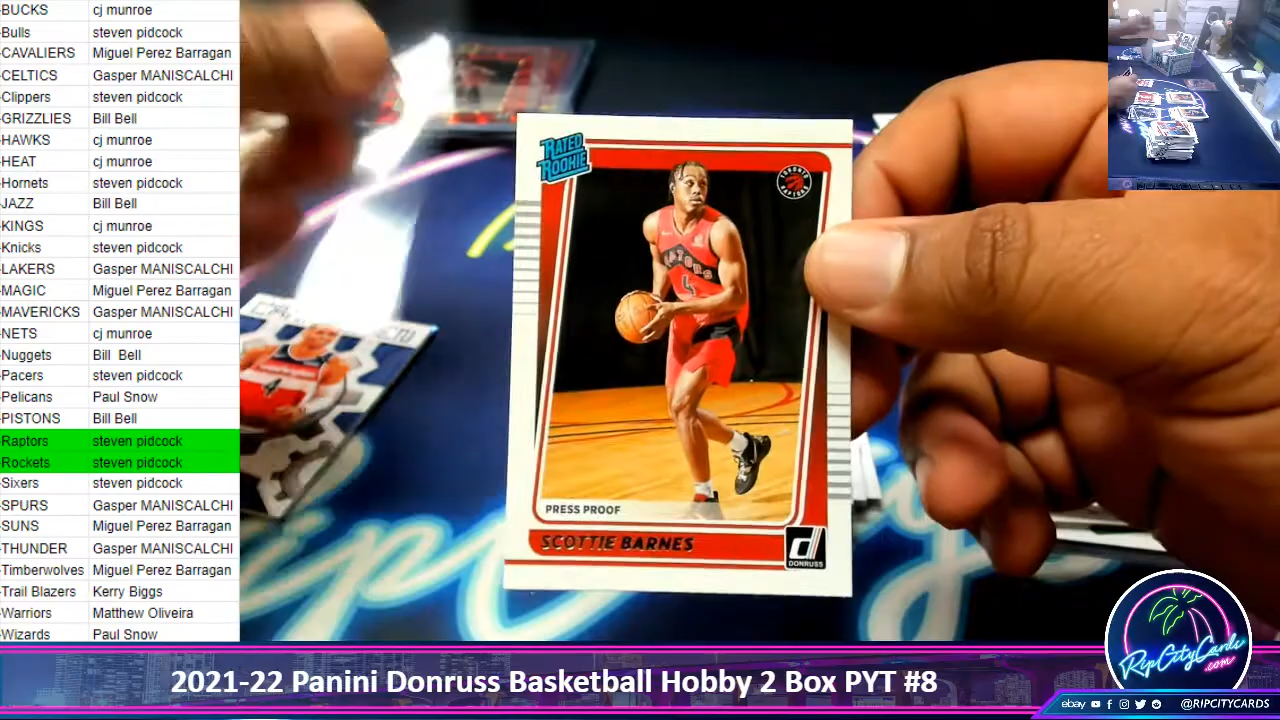 -BUCKS cj munroe
-Bulls steven pidcock
-CAVALIERS Miguel Perez Barragan
-CELTICS Gasper MANISCALCHI
-Clippers steven pidcock
-GRIZZLIES Bill Bell
-HAWKS cj munroe
-HEAT cj munroe
-Hornets steven pidcock
-JAZZ Bill Bell
-KINGS cj munroe
-Knicks steven pidcock
-LAKERS Gasper MANISCALCHI
-MAGIC Miguel Perez Barragan
-MAVERICKS Gasper MANISCALCHI
-NETS cj munroe
-Nuggets Bill  Bell
-Pacers steven pidcock
-Pelicans Paul Snow
-PISTONS Bill Bell
-Raptors steven pidcock
-Rockets steven pidcock
-Sixers steven pidcock
-SPURS Gasper MANISCALCHI
-SUNS Miguel Perez Barragan
-THUNDER Gasper MANISCALCHI
-Timberwolves Miguel Perez Barragan
-Trail Blazers Kerry Biggs
-Warriors Matthew Oliveira
-Wizards Paul Snow
RATED
ROOKIE
TORONTO
RAPTORS
4
4
PRESS PROOF
SCOTTIE BARNES
DONRUSS
2021-22 Panini Donruss Basketball Hobby 2 Box PYT #8
RipCityCards
.com
ebay @RIPCITYCARDS